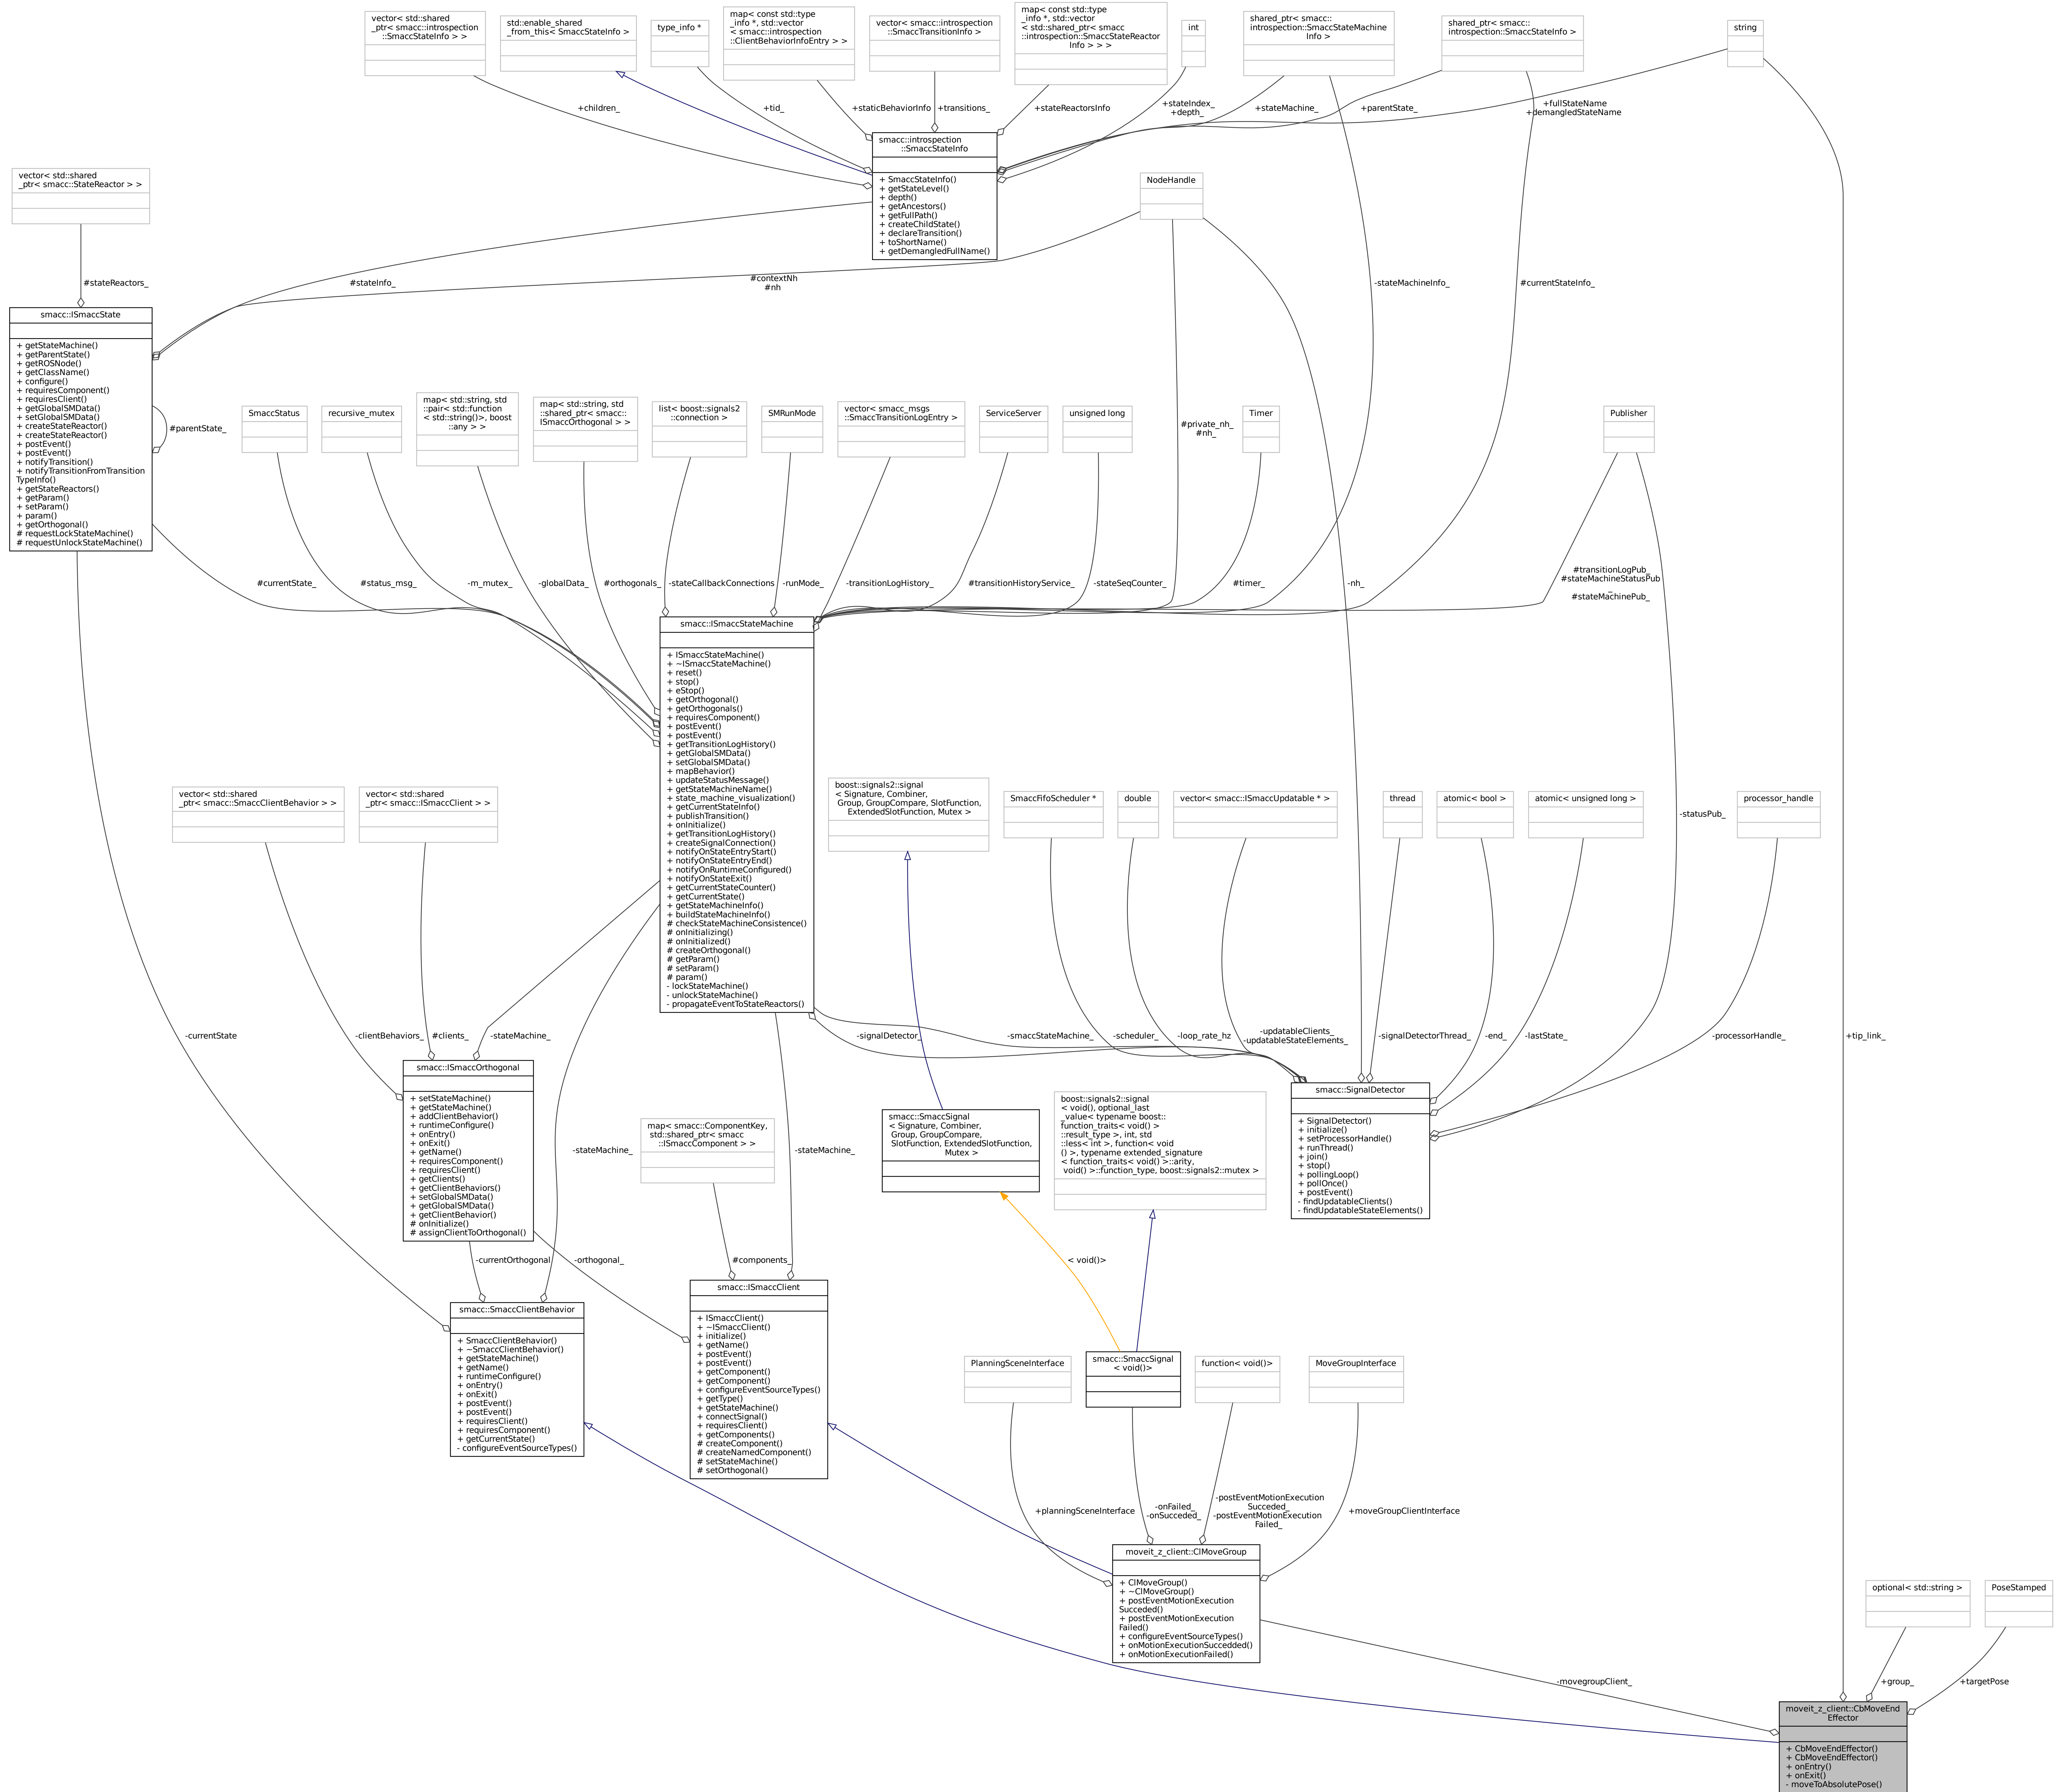 vector< std::shared
_ptr< smacc::introspection
::SmaccStateInfo > >
std::enable_shared
_from_this< SmaccStateInfo >
type_info *
map< const std::type
_info *, std::vector
< smacc::introspection
::ClientBehaviorInfoEntry > >
vector< smacc::introspection
::SmaccTransitionInfo >
map< const std::type
_info *, std::vector
< std::shared_ptr< smacc
::introspection::SmaccStateReactor
Info > > >
int
shared_ptr< smacc::
introspection::SmaccStateMachine
Info >
shared_ptr< smacc::
introspection::SmaccStateInfo >
string
+children_
+tid_
+staticBehaviorInfo
+transitions_
+stateReactorsInfo
+stateIndex_
+depth_
+stateMachine_
+parentState_
+fullStateName
+demangledStateName
smacc::introspection
::SmaccStateInfo
+ SmaccStateInfo()
+ getStateLevel()
+ depth()
+ getAncestors()
+ getFullPath()
+ createChildState()
+ declareTransition()
+ toShortName()
+ getDemangledFullName()
vector< std::shared
_ptr< smacc::StateReactor > >
NodeHandle
#stateReactors_
#stateInfo_
#contextNh
#nh
-stateMachineInfo_
#currentStateInfo_
smacc::ISmaccState
+ getStateMachine()
+ getParentState()
+ getROSNode()
+ getClassName()
+ configure()
+ requiresComponent()
+ requiresClient()
+ getGlobalSMData()
+ setGlobalSMData()
+ createStateReactor()
+ createStateReactor()
+ postEvent()
+ postEvent()
+ notifyTransition()
+ notifyTransitionFromTransition
TypeInfo()
+ getStateReactors()
+ getParam()
+ setParam()
+ param()
+ getOrthogonal()
# requestLockStateMachine()
# requestUnlockStateMachine()
#parentState_
SmaccStatus
recursive_mutex
map< std::string, std
::pair< std::function
< std::string()>, boost
::any > >
map< std::string, std
::shared_ptr< smacc::
ISmaccOrthogonal > >
list< boost::signals2
::connection >
SMRunMode
vector< smacc_msgs
::SmaccTransitionLogEntry >
ServiceServer
unsigned long
#private_nh_
#nh_
Timer
Publisher
#currentState_
#status_msg_
-m_mutex_
-globalData_
#orthogonals_
-stateCallbackConnections
-runMode_
-transitionLogHistory_
#transitionHistoryService_
-stateSeqCounter_
#timer_
-nh_
#transitionLogPub_
#stateMachineStatusPub
_
#stateMachinePub_
smacc::ISmaccStateMachine
+ ISmaccStateMachine()
+ ~ISmaccStateMachine()
+ reset()
+ stop()
+ eStop()
+ getOrthogonal()
+ getOrthogonals()
+ requiresComponent()
+ postEvent()
+ postEvent()
+ getTransitionLogHistory()
+ getGlobalSMData()
+ setGlobalSMData()
+ mapBehavior()
+ updateStatusMessage()
+ getStateMachineName()
+ state_machine_visualization()
+ getCurrentStateInfo()
+ publishTransition()
+ onInitialize()
+ getTransitionLogHistory()
+ createSignalConnection()
+ notifyOnStateEntryStart()
+ notifyOnStateEntryEnd()
+ notifyOnRuntimeConfigured()
+ notifyOnStateExit()
+ getCurrentStateCounter()
+ getCurrentState()
+ getStateMachineInfo()
+ buildStateMachineInfo()
# checkStateMachineConsistence()
# onInitializing()
# onInitialized()
# createOrthogonal()
# getParam()
# setParam()
# param()
- lockStateMachine()
- unlockStateMachine()
- propagateEventToStateReactors()
vector< std::shared
_ptr< smacc::SmaccClientBehavior > >
vector< std::shared
_ptr< smacc::ISmaccClient > >
boost::signals2::signal
< Signature, Combiner,
Group, GroupCompare, SlotFunction,
ExtendedSlotFunction, Mutex >
SmaccFifoScheduler *
double
vector< smacc::ISmaccUpdatable * >
thread
atomic< bool >
atomic< unsigned long >
processor_handle
-statusPub_
-currentState
-clientBehaviors_
#clients_
-stateMachine_
-signalDetector_
-smaccStateMachine_
-scheduler_
-loop_rate_hz
-updatableClients_
-updatableStateElements_
-signalDetectorThread_
-end_
-lastState_
-processorHandle_
+tip_link_
smacc::ISmaccOrthogonal
+ setStateMachine()
+ getStateMachine()
+ addClientBehavior()
+ runtimeConfigure()
+ onEntry()
+ onExit()
+ getName()
+ requiresComponent()
+ requiresClient()
+ getClients()
+ getClientBehaviors()
+ setGlobalSMData()
+ getGlobalSMData()
+ getClientBehavior()
# onInitialize()
# assignClientToOrthogonal()
smacc::SignalDetector
+ SignalDetector()
+ initialize()
+ setProcessorHandle()
+ runThread()
+ join()
+ stop()
+ pollingLoop()
+ pollOnce()
+ postEvent()
- findUpdatableClients()
- findUpdatableStateElements()
map< smacc::ComponentKey,
std::shared_ptr< smacc
::ISmaccComponent > >
-stateMachine_
-stateMachine_
smacc::SmaccSignal
< Signature, Combiner,
Group, GroupCompare,
SlotFunction, ExtendedSlotFunction,
Mutex >
boost::signals2::signal
< void(), optional_last
_value< typename boost::
function_traits< void() >
::result_type >, int, std
::less< int >, function< void
() >, typename extended_signature
< function_traits< void() >::arity,
void() >::function_type, boost::signals2::mutex >
-currentOrthogonal
-orthogonal_
#components_
< void()>
smacc::SmaccClientBehavior
+ SmaccClientBehavior()
+ ~SmaccClientBehavior()
+ getStateMachine()
+ getName()
+ runtimeConfigure()
+ onEntry()
+ onExit()
+ postEvent()
+ postEvent()
+ requiresClient()
+ requiresComponent()
+ getCurrentState()
- configureEventSourceTypes()
smacc::ISmaccClient
+ ISmaccClient()
+ ~ISmaccClient()
+ initialize()
+ getName()
+ postEvent()
+ postEvent()
+ getComponent()
+ getComponent()
+ configureEventSourceTypes()
+ getType()
+ getStateMachine()
+ connectSignal()
+ requiresClient()
+ getComponents()
# createComponent()
# createNamedComponent()
# setStateMachine()
# setOrthogonal()
PlanningSceneInterface
smacc::SmaccSignal
< void()>
function< void()>
MoveGroupInterface
+planningSceneInterface
-onFailed_
-onSucceded_
-postEventMotionExecution
Succeded_
-postEventMotionExecution
Failed_
+moveGroupClientInterface
moveit_z_client::ClMoveGroup
+ ClMoveGroup()
+ ~ClMoveGroup()
+ postEventMotionExecution
Succeded()
+ postEventMotionExecution
Failed()
+ configureEventSourceTypes()
+ onMotionExecutionSuccedded()
+ onMotionExecutionFailed()
optional< std::string >
PoseStamped
-movegroupClient_
+group_
+targetPose
moveit_z_client::CbMoveEnd
Effector
+ CbMoveEndEffector()
+ CbMoveEndEffector()
+ onEntry()
+ onExit()
- moveToAbsolutePose()